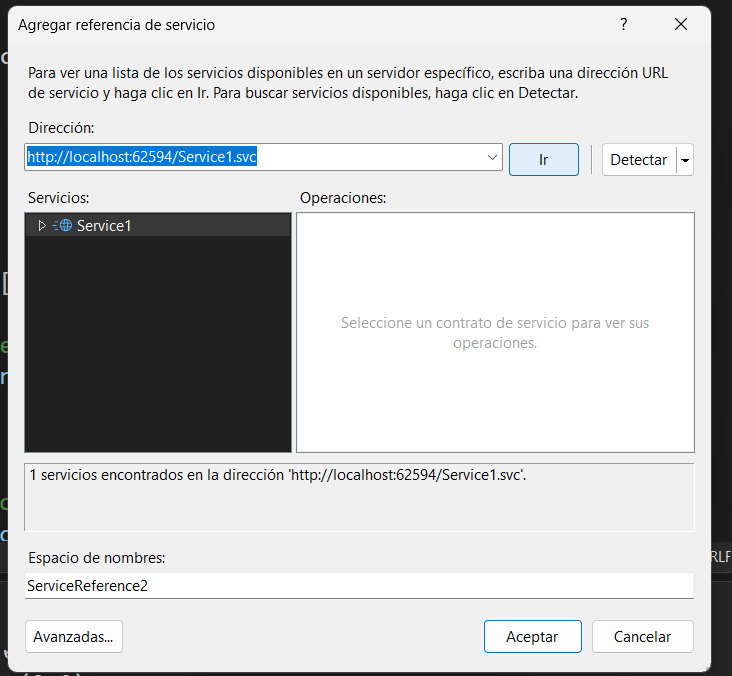 Agregar referencia de servicio
Para ver una lista de los servicios disponibles en un servidor específico, escriba una dirección URL
de servicio y haga clic en Ir. Para buscar servicios disponibles, haga clic en Detectar.
Dirección:
http://localhost:62594/Service1.svc
Ir
Detectar
Servicios:
Operaciones:
Service1
Seleccione un contrato de servicio para ver sus
operaciones.
1 servicios encontrados en la dirección 'http://localhost:62594/Service1.svc'.
Espacio de nombres:
ServiceReference2
Avanzadas...
Aceptar
Cancelar